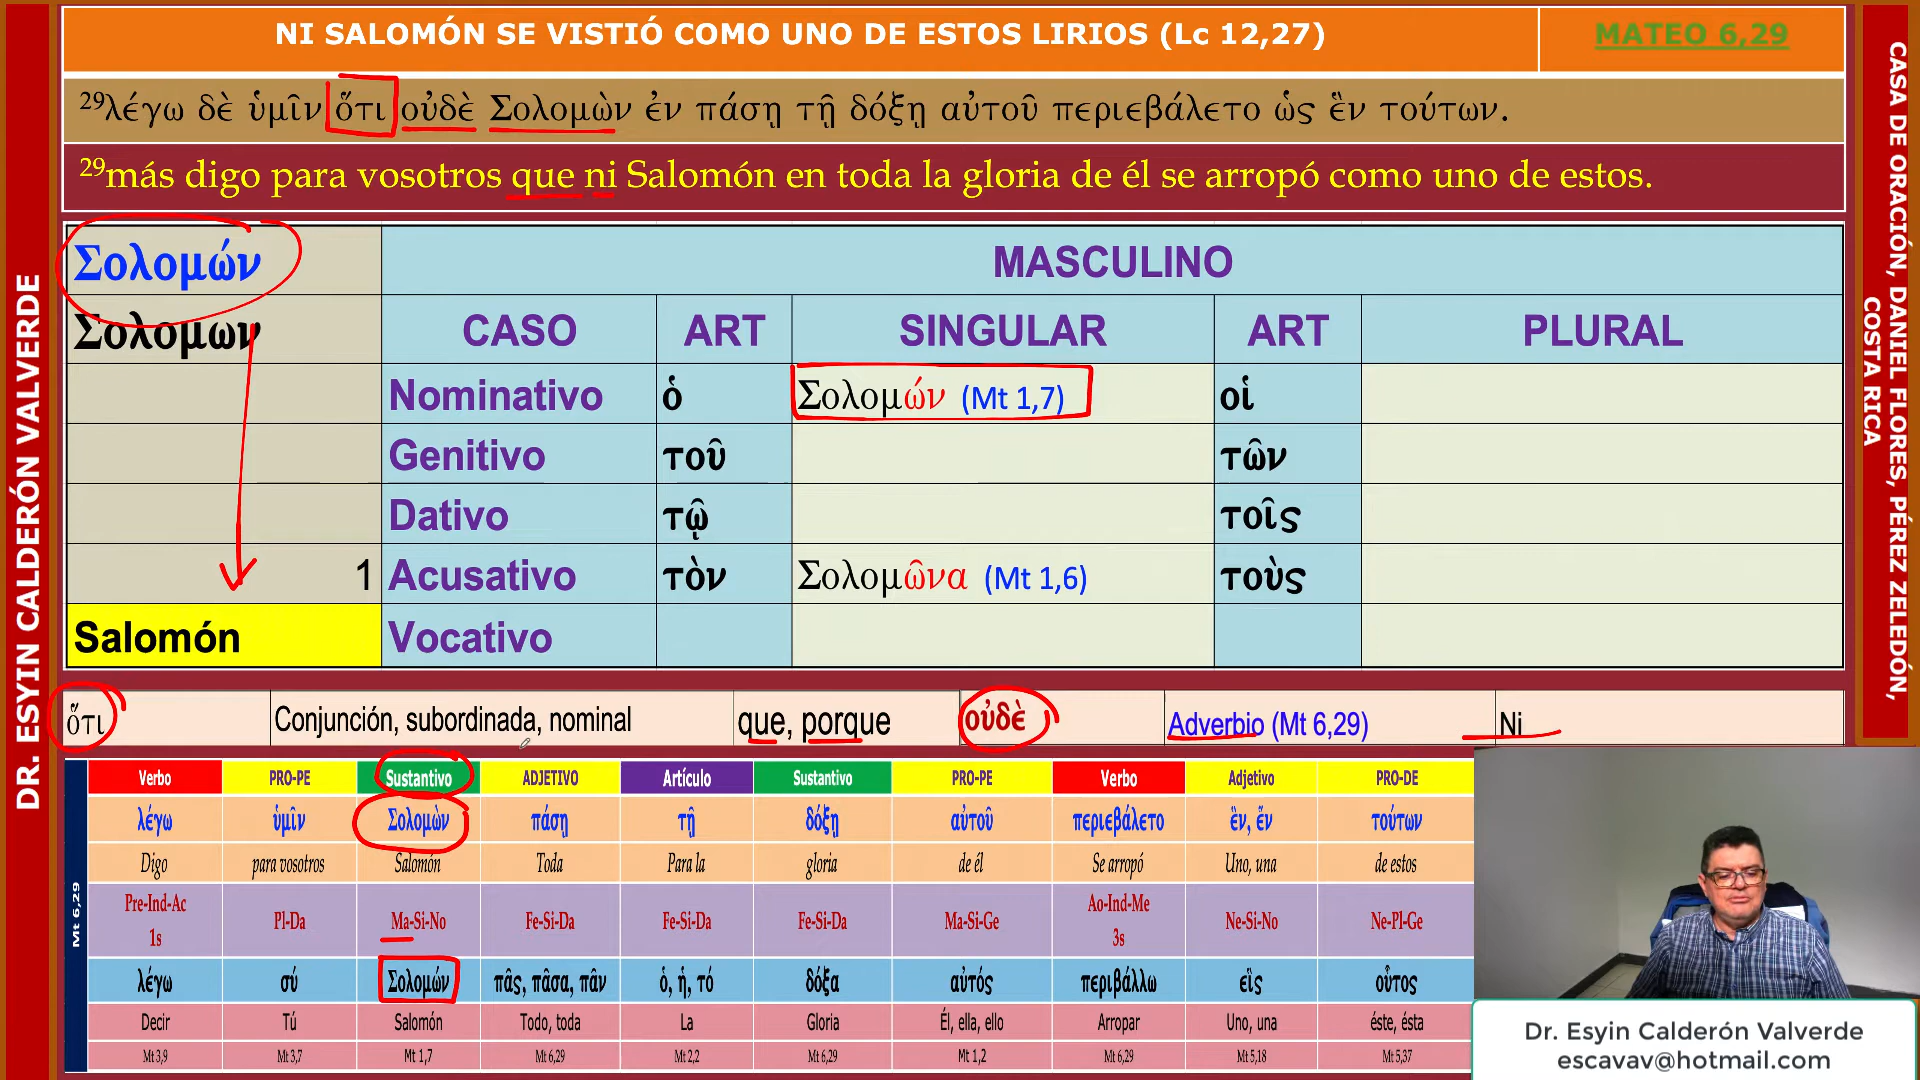 NI SALOMÓN SE VISTIÓ COMO UNO DE ESTOS LIRIOS (Lc 12,27)
MATEO 6,29
²⁹λέγω δὲ ὑμῖν ὅτι οὐδὲ Σολομὼν ἐν πάσῃ τῇ δόξῃ αὐτοῦ περιεβάλετο ὡς ἓν τούτων.
²⁹más digo para vosotros que ni Salomón en toda la gloria de él se arropó como uno de estos.
DR. ESYIN CALDERÓN VALVERDE
CASA DE ORACIÓN, DANIEL FLORES, PÉREZ ZELEDÓN,
COSTA RICA
Σολομών MASCULINO
Σολομων CASO ART SINGULAR ART PLURAL
Nominativo ὁ Σολομών (Mt 1,7) οἱ
Genitivo τοῦ τῶν
Dativo τῷ τοῖς
1 Acusativo τὸν Σολομῶνα (Mt 1,6) τοὺς
Salomón Vocativo
ὅτι Conjunción, subordinada, nominal que, porque οὐδὲ Adverbio (Mt 6,29) Ni
Mt 6,29
Verbo PRO-PE Sustantivo ADJETIVO Artículo Sustantivo PRO-PE Verbo Adjetivo PRO-DE
λέγω ὑμῖν Σολομὼν πάσῃ τῇ δόξῃ αὐτοῦ περιεβάλετο ἓν, ἕν τούτων
Digo para vosotros Salomón Toda Para la gloria de él Se arropó Uno, una de estos
Pre-Ind-Ac 1s Pl-Da Ma-Si-No Fe-Si-Da Fe-Si-Da Fe-Si-Da Ma-Si-Ge Ao-Ind-Me 3s Ne-Si-No Ne-Pl-Ge
λέγω σύ Σολομών πᾶς, πᾶσα, πᾶν ὁ, ἡ, τό δόξα αὐτός περιβάλλω εἷς οὗτος
Decir Tú Salomón Todo, toda La Gloria Él, ella, ello Arropar Uno, una éste, ésta
Mt 3,9 Mt 3,7 Mt 1,7 Mt 6,29 Mt 2,2 Mt 6,29 Mt 1,2 Mt 6,29 Mt 5,18 Mt 5,37
Dr. Esyin Calderón Valverde
escavav@hotmail.com